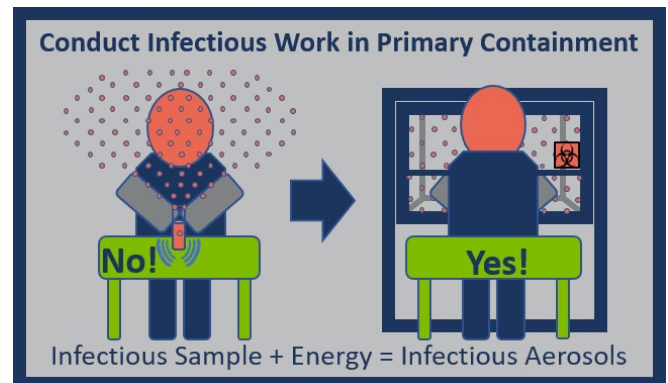 Conduct Infectious Work in Primary Containment
No!
Yes!
Infectious Sample + Energy = Infectious Aerosols